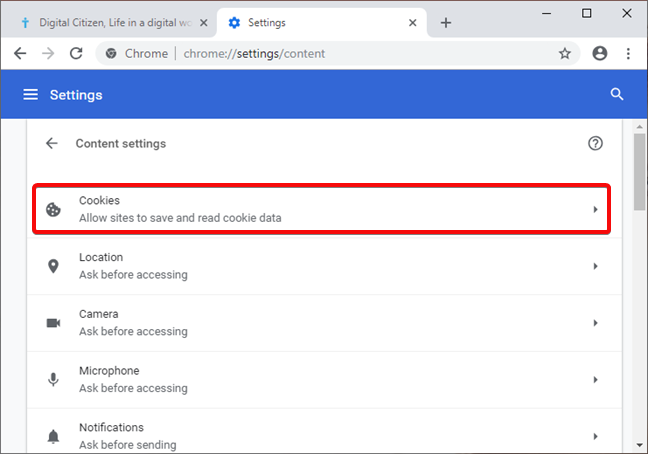 Digital Citizen, Life in a digital wo
Settings
Chrome | chrome://settings/content
Settings
Content settings
Cookies
Allow sites to save and read cookie data
Location
Ask before accessing
Camera
Ask before accessing
Microphone
Ask before accessing
Notifications
Ask before sending